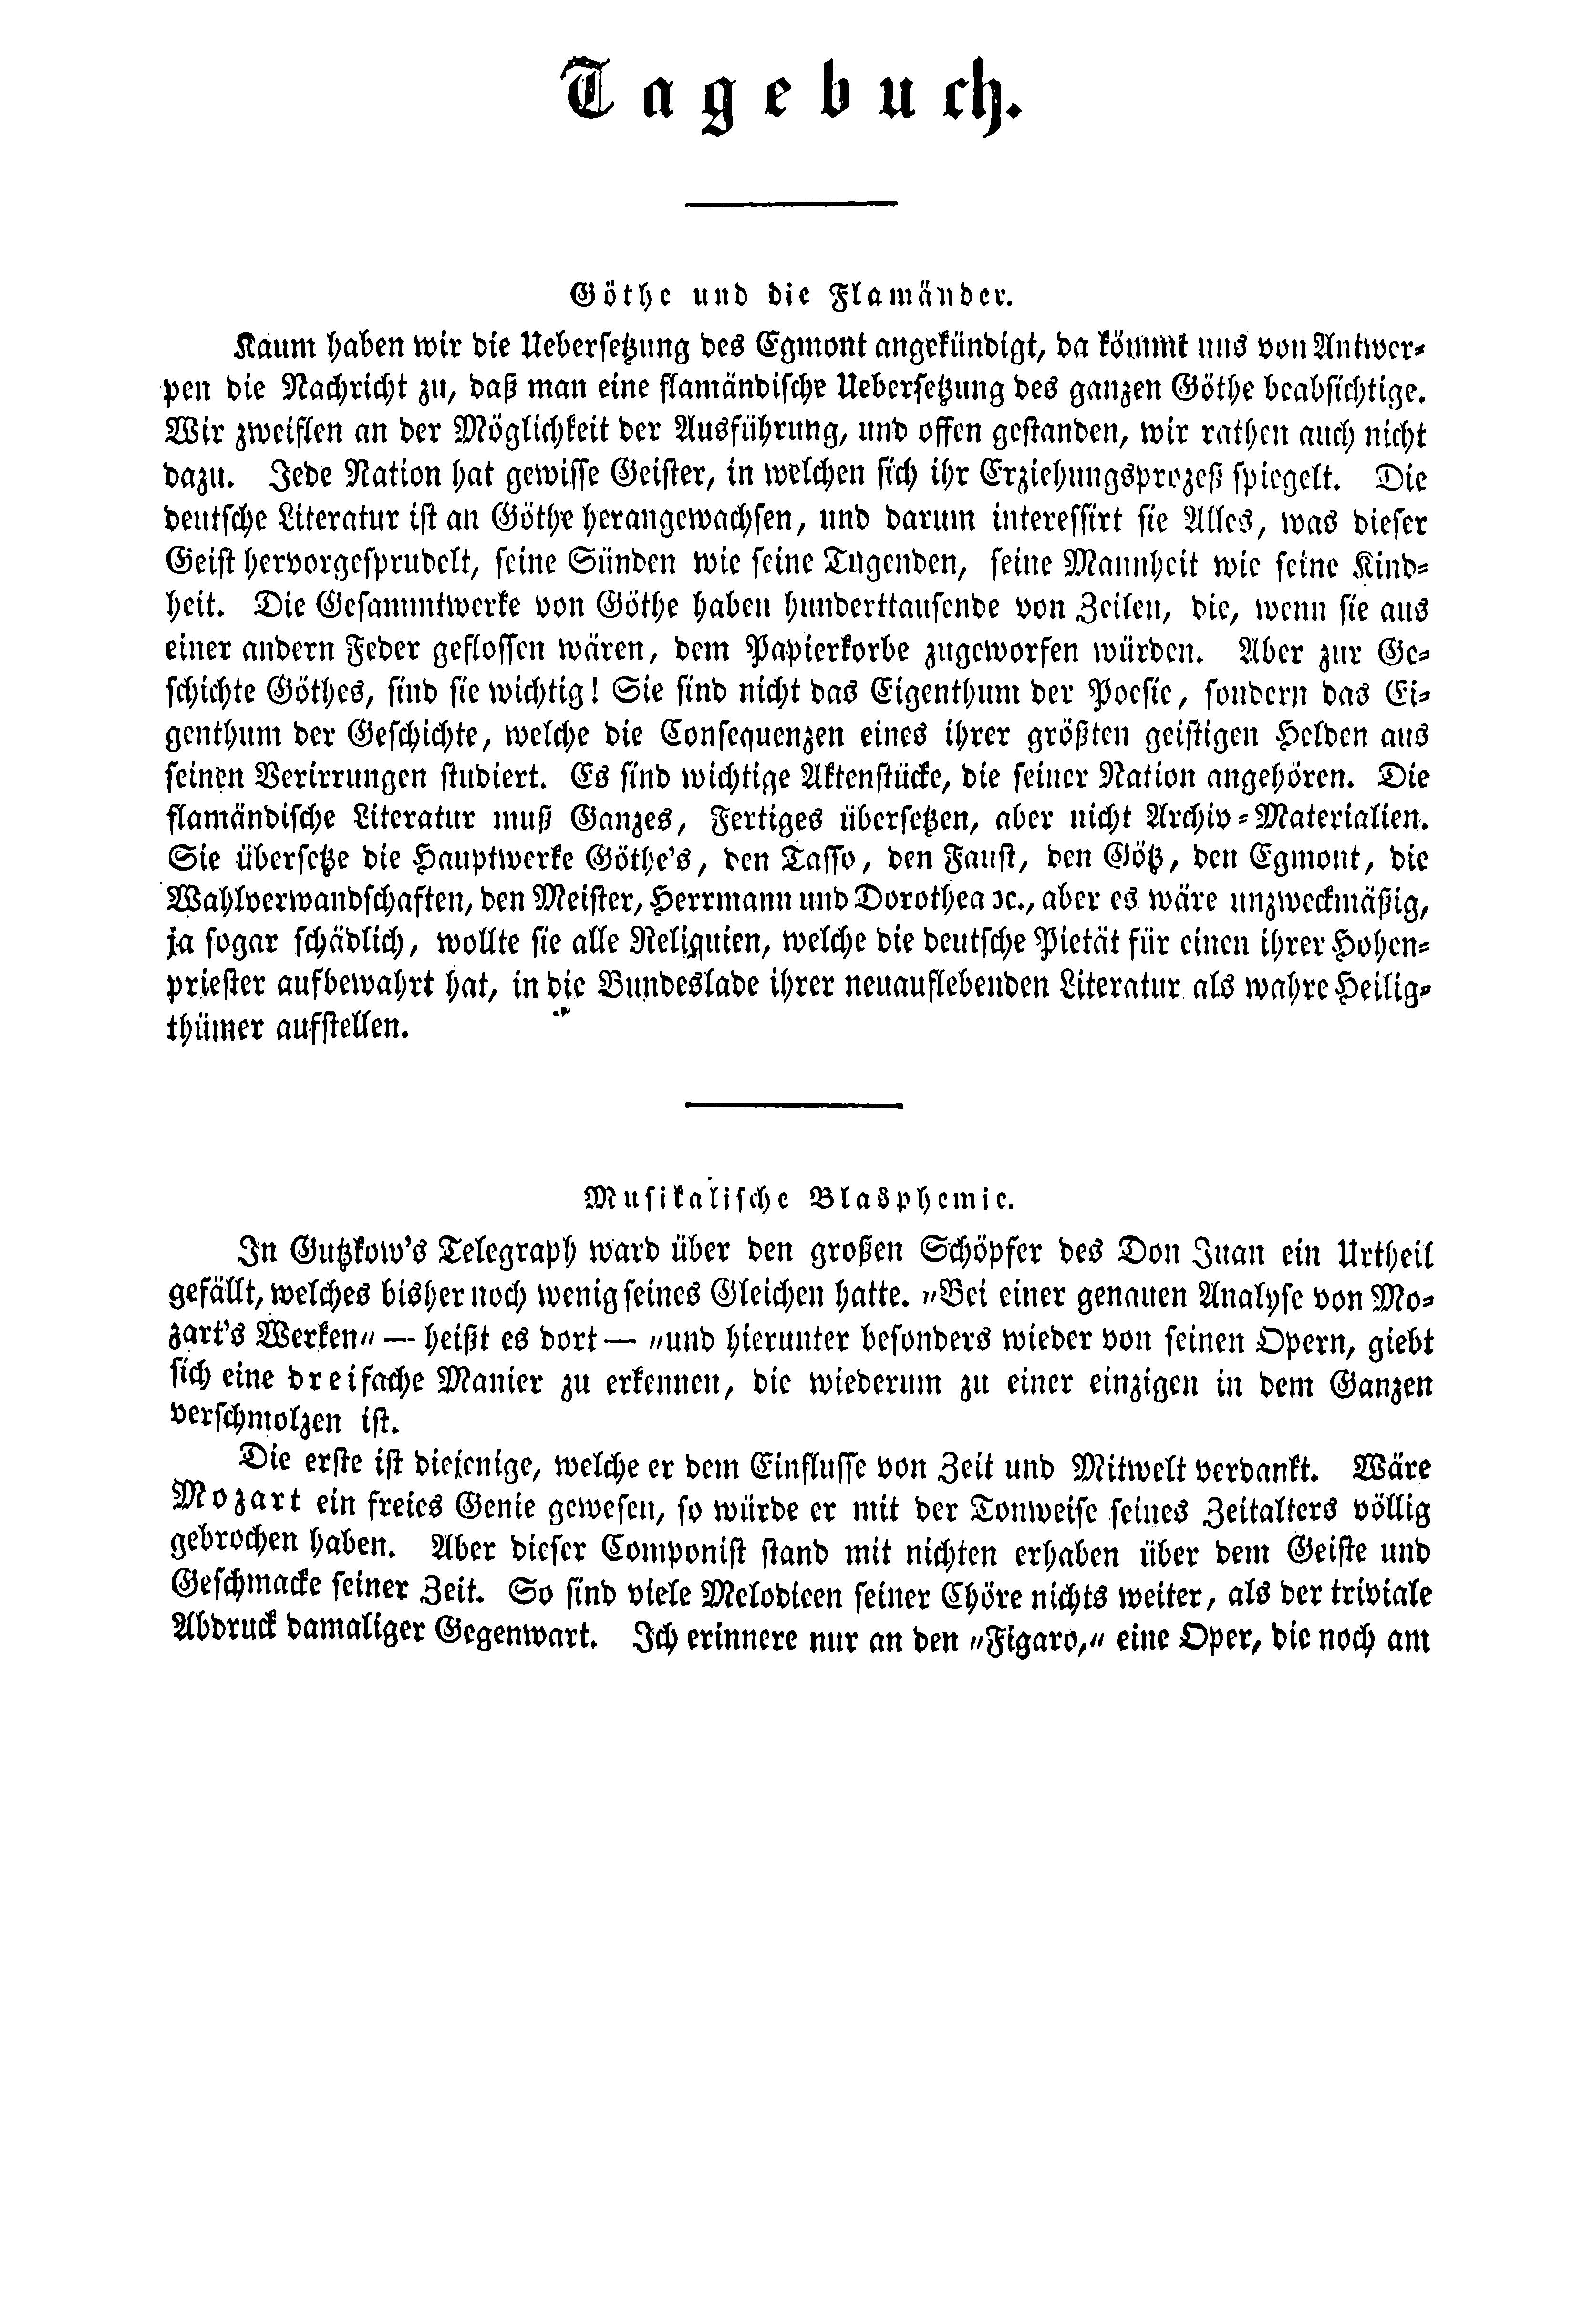 Tagebuch.
Göthe und die Flamänder.
Kaum haben wir die Uebersetzung des Egmont angekündigt, da kömmt uns von Antwer-
pen die Nachricht zu, daß man eine flamändische Uebersetzung des ganzen Göthe beabsichtige.
Wir zweiflen an der Möglichkeit der Ausführung, und offen gestanden, wir rathen auch nicht
dazu. Jede Nation hat gewisse Geister, in welchen sich ihr Erziehungsprozeß spiegelt. Die
deutsche Literatur ist an Göthe herangewachsen, und darum interessirt sie Alles, was dieser
Geist hervorgesprudelt, seine Sünden wie seine Tugenden, seine Mannheit wie seine Kind-
heit. Die Gesammtwerke von Göthe haben hunderttausende von Zeilen, die, wenn sie aus
einer andern Feder geflossen wären, dem Papierkorbe zugeworfen würden. Aber zur Ge-
schichte Göthes, sind sie wichtig! Sie sind nicht das Eigenthum der Poesie, sondern das Ei-
genthum der Geschichte, welche die Consequenzen eines ihrer größten geistigen Helden aus
seinen Verirrungen studiert. Es sind wichtige Aktenstücke, die seiner Nation angehören. Die
flamändische Literatur muß Ganzes, Fertiges übersetzen, aber nicht Archiv-Materialien.
Sie übersetze die Hauptwerke Göthe's, den Tasso, den Faust, den Götz, den Egmont, die
Wahlverwandschaften, den Meister, Herrmann und Dorothea ꝛc., aber es wäre unzweckmäßig,
ja sogar schädlich, wollte sie alle Reliquien, welche die deutsche Pietät für einen ihrer Hohen-
priester aufbewahrt hat, in die Bundeslade ihrer neuauflebenden Literatur als wahre Heilig-
thümer aufstellen.
Musikalische Blasphemie.
In Gutzkow's Telegraph ward über den großen Schöpfer des Don Juan ein Urtheil
gefällt, welches bisher noch wenig seines Gleichen hatte. „Bei einer genauen Analyse von Mo-
zart's Werken" — heißt es dort — „und hierunter besonders wieder von seinen Opern, giebt
sich eine dreifache Manier zu erkennen, die wiederum zu einer einzigen in dem Ganzen
verschmolzen ist.
Die erste ist diejenige, welche er dem Einflusse von Zeit und Mitwelt verdankt. Wäre
Mozart ein freies Genie gewesen, so würde er mit der Tonweise seines Zeitalters völlig
gebrochen haben. Aber dieser Componist stand mit nichten erhaben über dem Geiste und
Geschmacke seiner Zeit. So sind viele Melodieen seiner Chöre nichts weiter, als der triviale
Abdruck damaliger Gegenwart. Ich erinnere nur an den „Figaro," eine Oper, die noch am